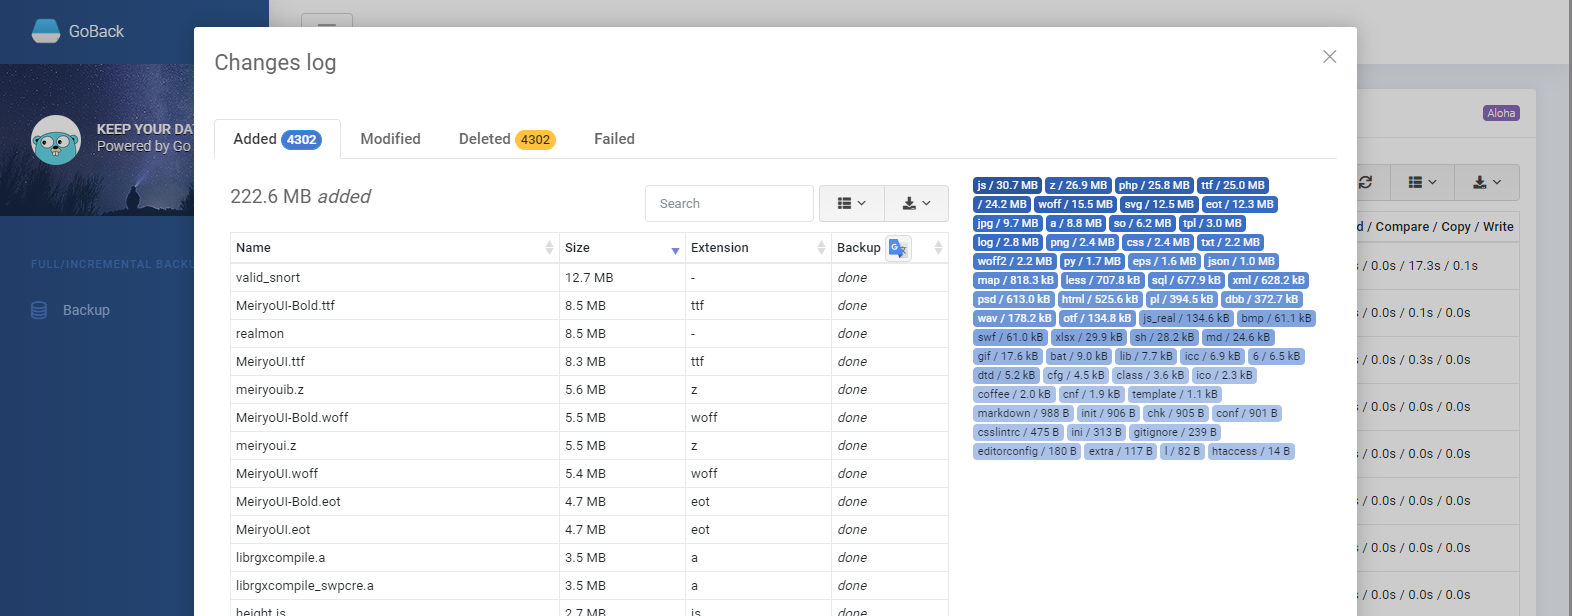 GoBack
KEEP YOUR DA
Powered by Go
FULL/INCREMENTAL BACKU
Backup
Changes log
Added 4302 Modified Deleted 4302 Failed
222.6 MB added
Search
Name Size Extension Backup
valid_snort 12.7 MB - done
MeiryoUI-Bold.ttf 8.5 MB ttf done
realmon 8.5 MB - done
MeiryoUI.ttf 8.3 MB ttf done
meiryouib.z 5.6 MB z done
MeiryoUI-Bold.woff 5.5 MB woff done
meiryoui.z 5.5 MB z done
MeiryoUI.woff 5.4 MB woff done
MeiryoUI-Bold.eot 4.7 MB eot done
MeiryoUI.eot 4.7 MB eot done
librgxcompile.a 3.5 MB a done
librgxcompile_swpcre.a 3.5 MB a done
height.js 2.7 MB js done
js / 30.7 MB z / 26.9 MB php / 25.8 MB ttf / 25.0 MB
/ 24.2 MB woff / 15.5 MB svg / 12.5 MB eot / 12.3 MB
jpg / 9.7 MB a / 8.8 MB so / 6.2 MB tpl / 3.0 MB
log / 2.8 MB png / 2.4 MB css / 2.4 MB txt / 2.2 MB
woff2 / 2.2 MB py / 1.7 MB eps / 1.6 MB json / 1.0 MB
map / 818.3 kB less / 707.8 kB sql / 677.9 kB xml / 628.2 kB
psd / 613.0 kB html / 525.6 kB pl / 394.5 kB dbb / 372.7 kB
wav / 178.2 kB otf / 134.8 kB js_real / 134.6 kB bmp / 61.1 kB
swf / 61.0 kB xlsx / 29.9 kB sh / 28.2 kB md / 24.6 kB
gif / 17.6 kB bat / 9.0 kB lib / 7.7 kB icc / 6.9 kB 6 / 6.5 kB
dtd / 5.2 kB cfg / 4.5 kB class / 3.6 kB ico / 2.3 kB
coffee / 2.0 kB cnf / 1.9 kB template / 1.1 kB
markdown / 988 B init / 906 B chk / 905 B conf / 901 B
csslintrc / 475 B ini / 313 B gitignore / 239 B
editorconfig / 180 B extra / 117 B l / 82 B htaccess / 14 B
Aloha
d / Compare / Copy / Write
/ 0.0s / 17.3s / 0.1s
/ 0.0s / 0.1s / 0.0s
/ 0.0s / 0.3s / 0.0s
/ 0.0s / 0.0s / 0.0s
/ 0.0s / 0.0s / 0.0s
/ 0.0s / 0.0s / 0.0s
/ 0.0s / 0.0s / 0.0s
/ 0.0s / 0.0s / 0.0s